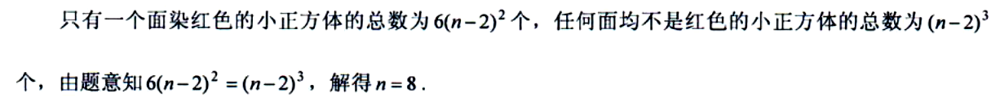 只有一个面染红色的小正方体的总数为 6(n−2)² 个，任何面均不是红色的小正方体的总数为 (n−2)³
个，由题意知 6(n−2)² = (n−2)³，解得 n = 8．